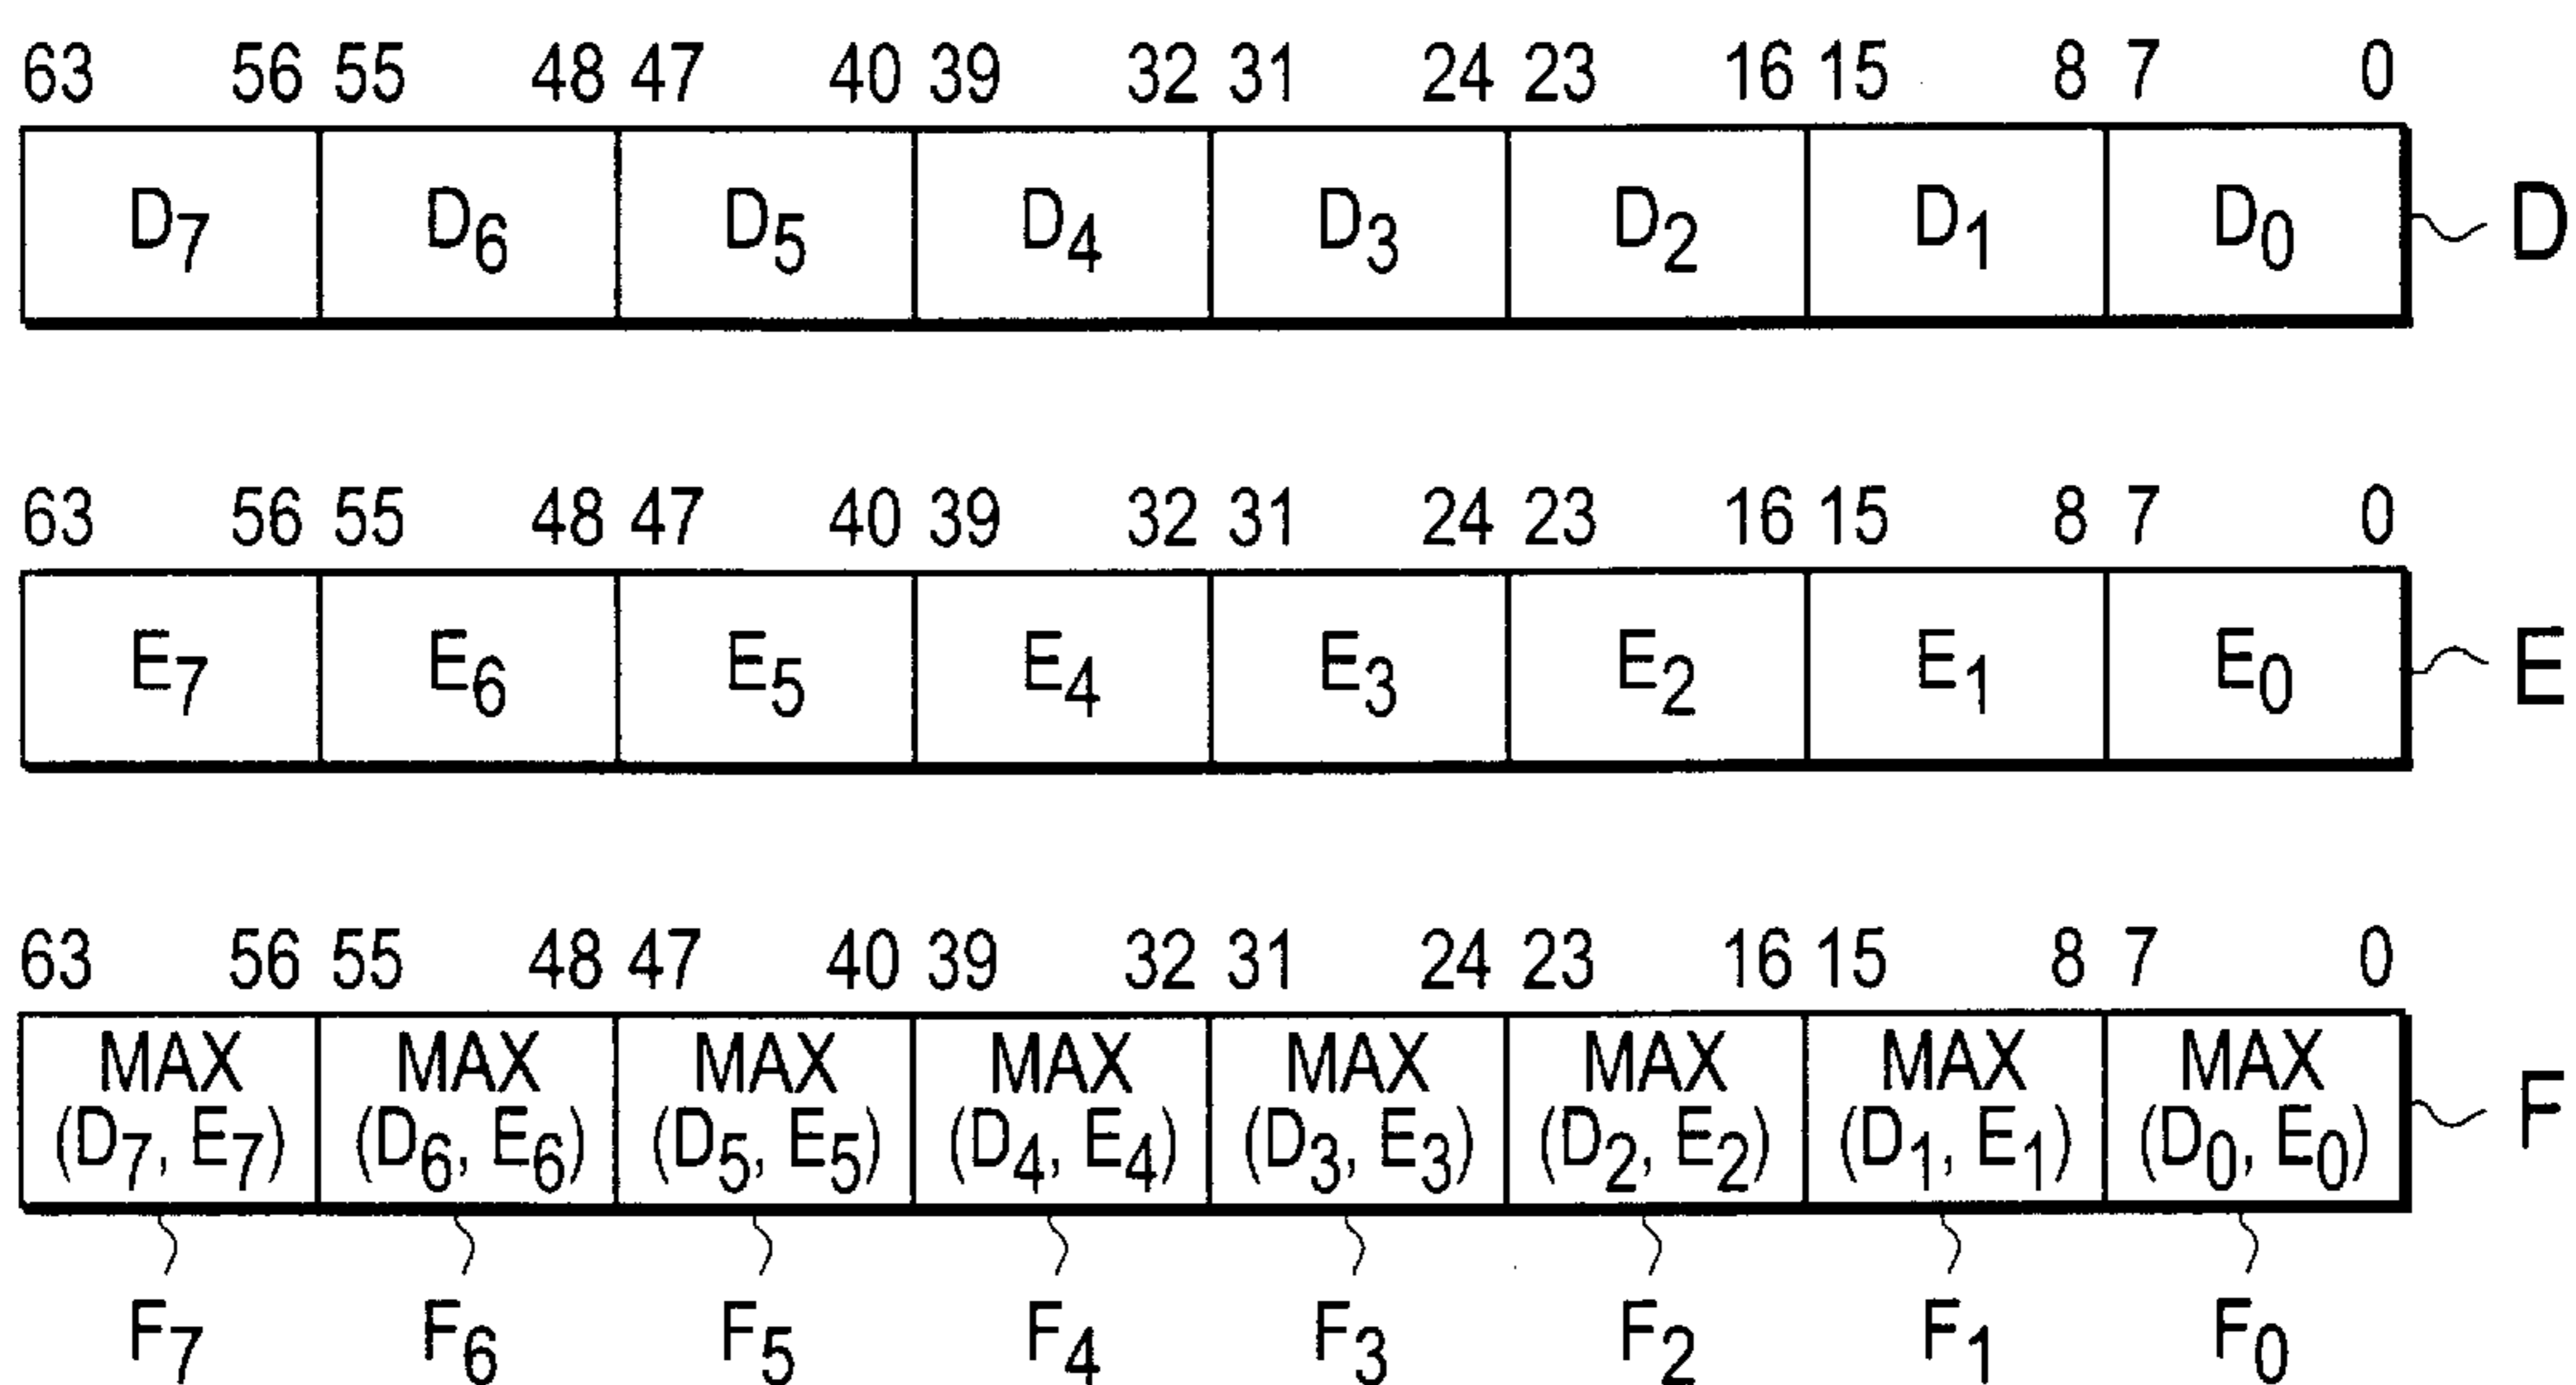 63 56 55 48 47 40 39 32 31 24 23 16 15 8 7 0
D7 D6 D5 D4 D3 D2 D1 D0 D
63 56 55 48 47 40 39 32 31 24 23 16 15 8 7 0
E7 E6 E5 E4 E3 E2 E1 E0 E
63 56 55 48 47 40 39 32 31 24 23 16 15 8 7 0
MAX MAX MAX MAX MAX MAX MAX MAX
(D7, E7) (D6, E6) (D5, E5) (D4, E4) (D3, E3) (D2, E2) (D1, E1) (D0, E0) F
F7 F6 F5 F4 F3 F2 F1 F0